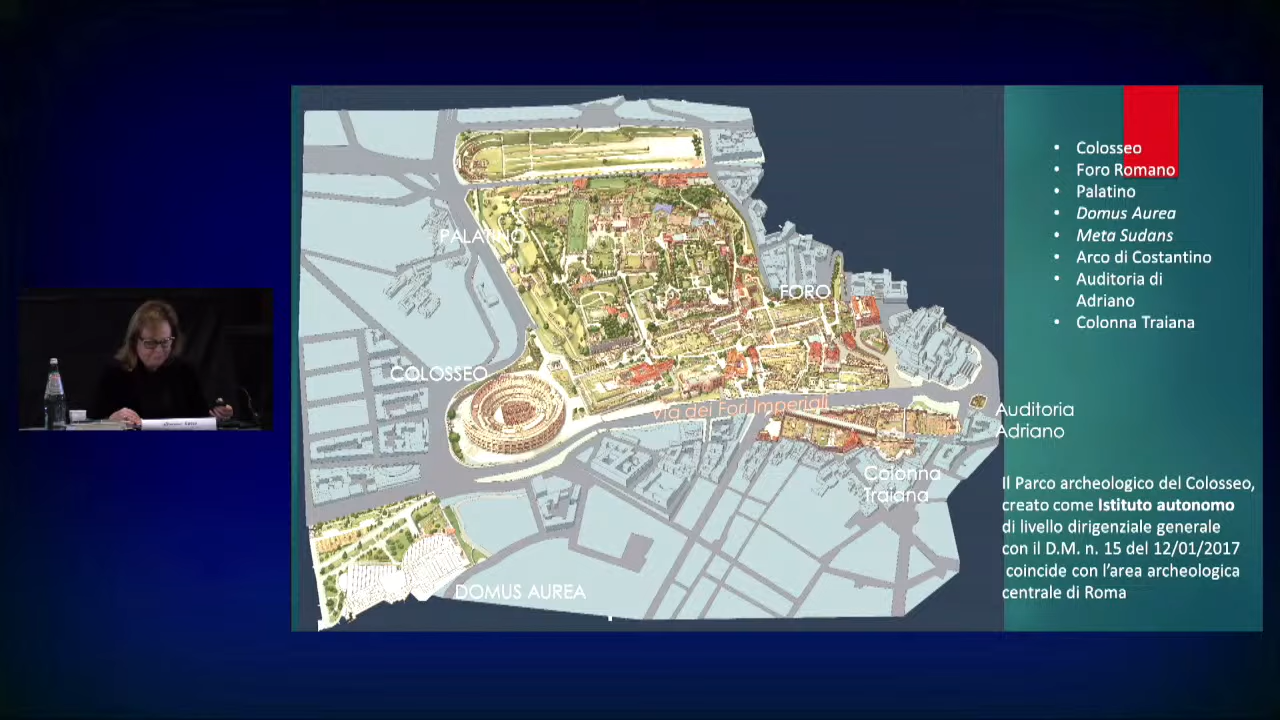 PALATINO
FORO
COLOSSEO
Via dei Fori Imperiali
Colonna
Traiana
DOMUS AUREA
• Colosseo
• Foro Romano
• Palatino
• Domus Aurea
• Meta Sudans
• Arco di Costantino
• Auditoria di
Adriano
• Colonna Traiana
Auditoria
Adriano
Il Parco archeologico del Colosseo,
creato come Istituto autonomo
di livello dirigenziale generale
con il D.M. n. 15 del 12/01/2017
coincide con l'area archeologica
centrale di Roma